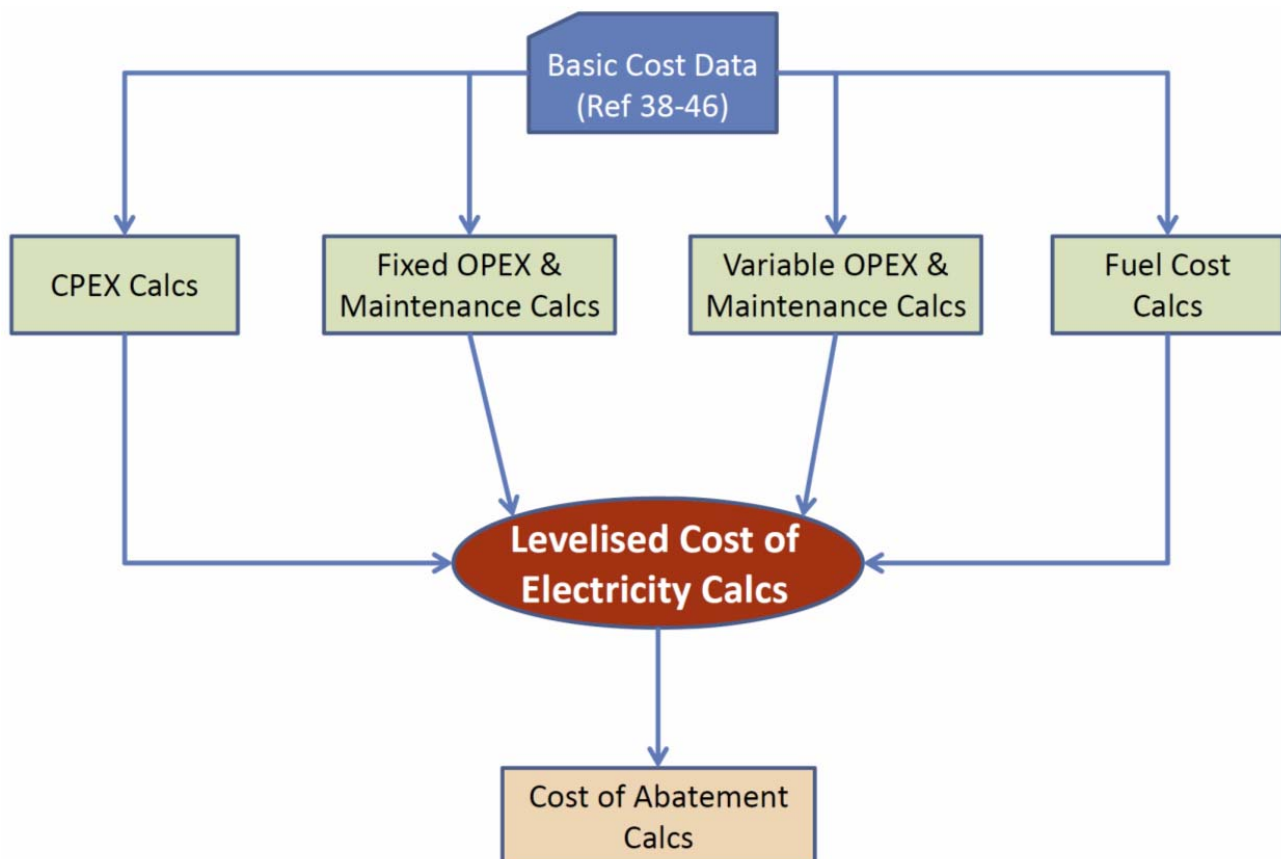 Basic Cost Data
(Ref 38-46)
CPEX Calcs
Fixed OPEX &
Maintenance Calcs
Variable OPEX &
Maintenance Calcs
Fuel Cost
Calcs
Levelised Cost of
Electricity Calcs
Cost of Abatement
Calcs